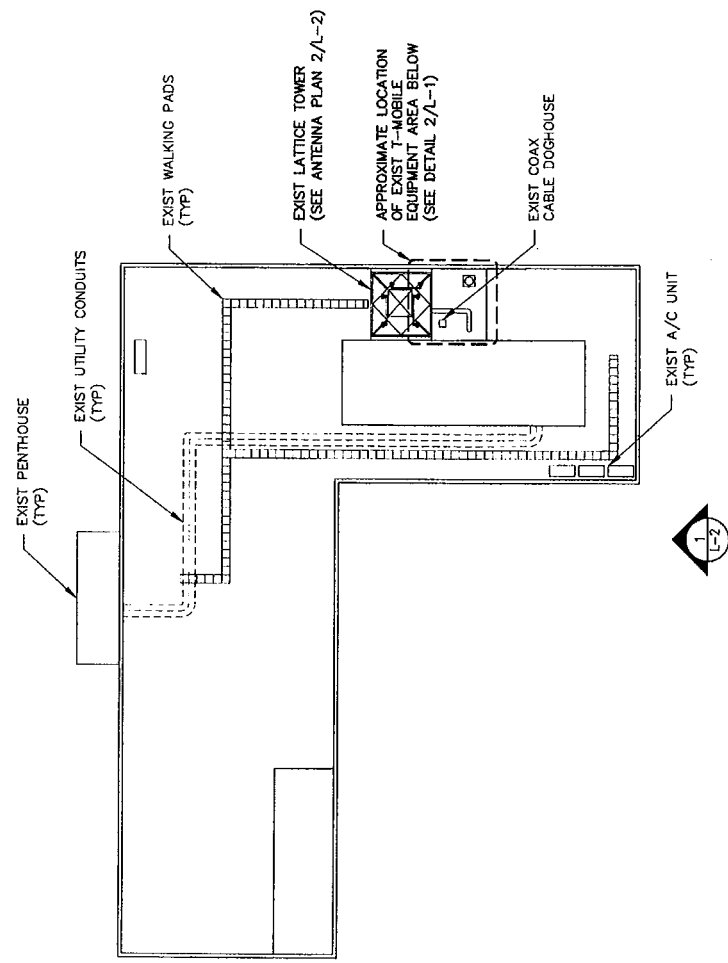 EXIST PENTHOUSE
(TYP)
EXIST UTILITY CONDUITS
(TYP)
EXIST WALKING PADS
(TYP)
EXIST LATTICE TOWER
(SEE ANTENNA PLAN 2/L-2)
APPROXIMATE LOCATION
OF EXIST T-MOBILE
EQUIPMENT AREA BELOW
(SEE DETAIL 2/L-1)
EXIST COAX
CABLE DOGHOUSE
EXIST A/C UNIT
(TYP)
1
L-2